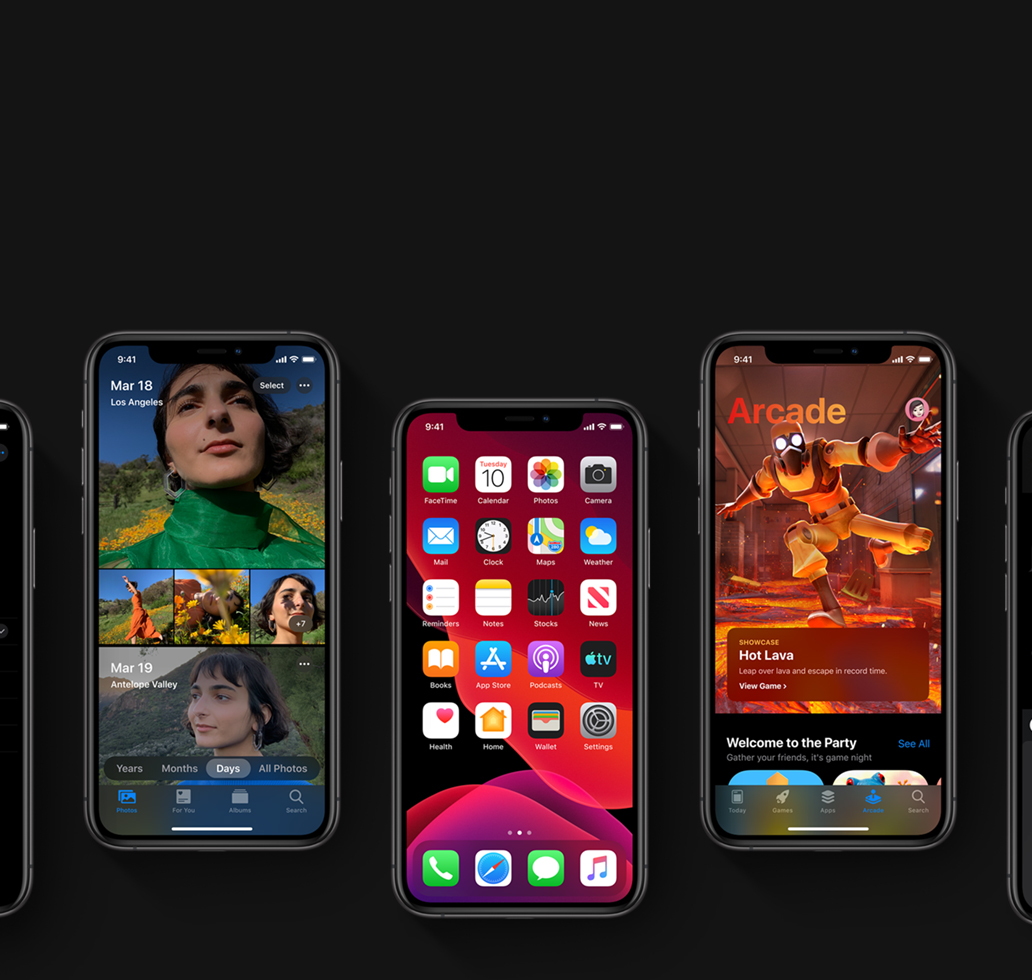 9:41
Mar 18
Select
Los Angeles
+7
Mar 19
Antelope Valley
Years Months Days All Photos
Photos For You Albums Search
9:41
Tuesday
10
FaceTime Calendar Photos Camera
280
Mail Clock Maps Weather
Reminders Notes Stocks News
tv
Books App Store Podcasts TV
Health Home Wallet Settings
9:41
Arcade
SHOWCASE
Hot Lava
Leap over lava and escape in record time.
View Game >
Welcome to the Party See All
Gather your friends, it's game night
Today Games Apps Arcade Search